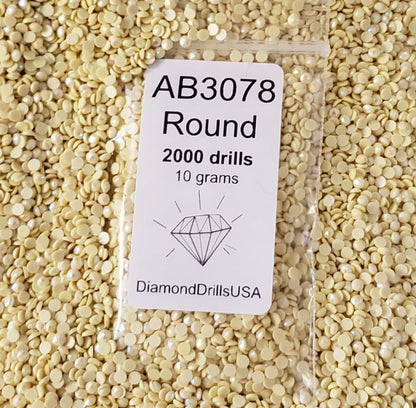 AB3078
Round
2000 drills
10 grams
DiamondDrillsUSA